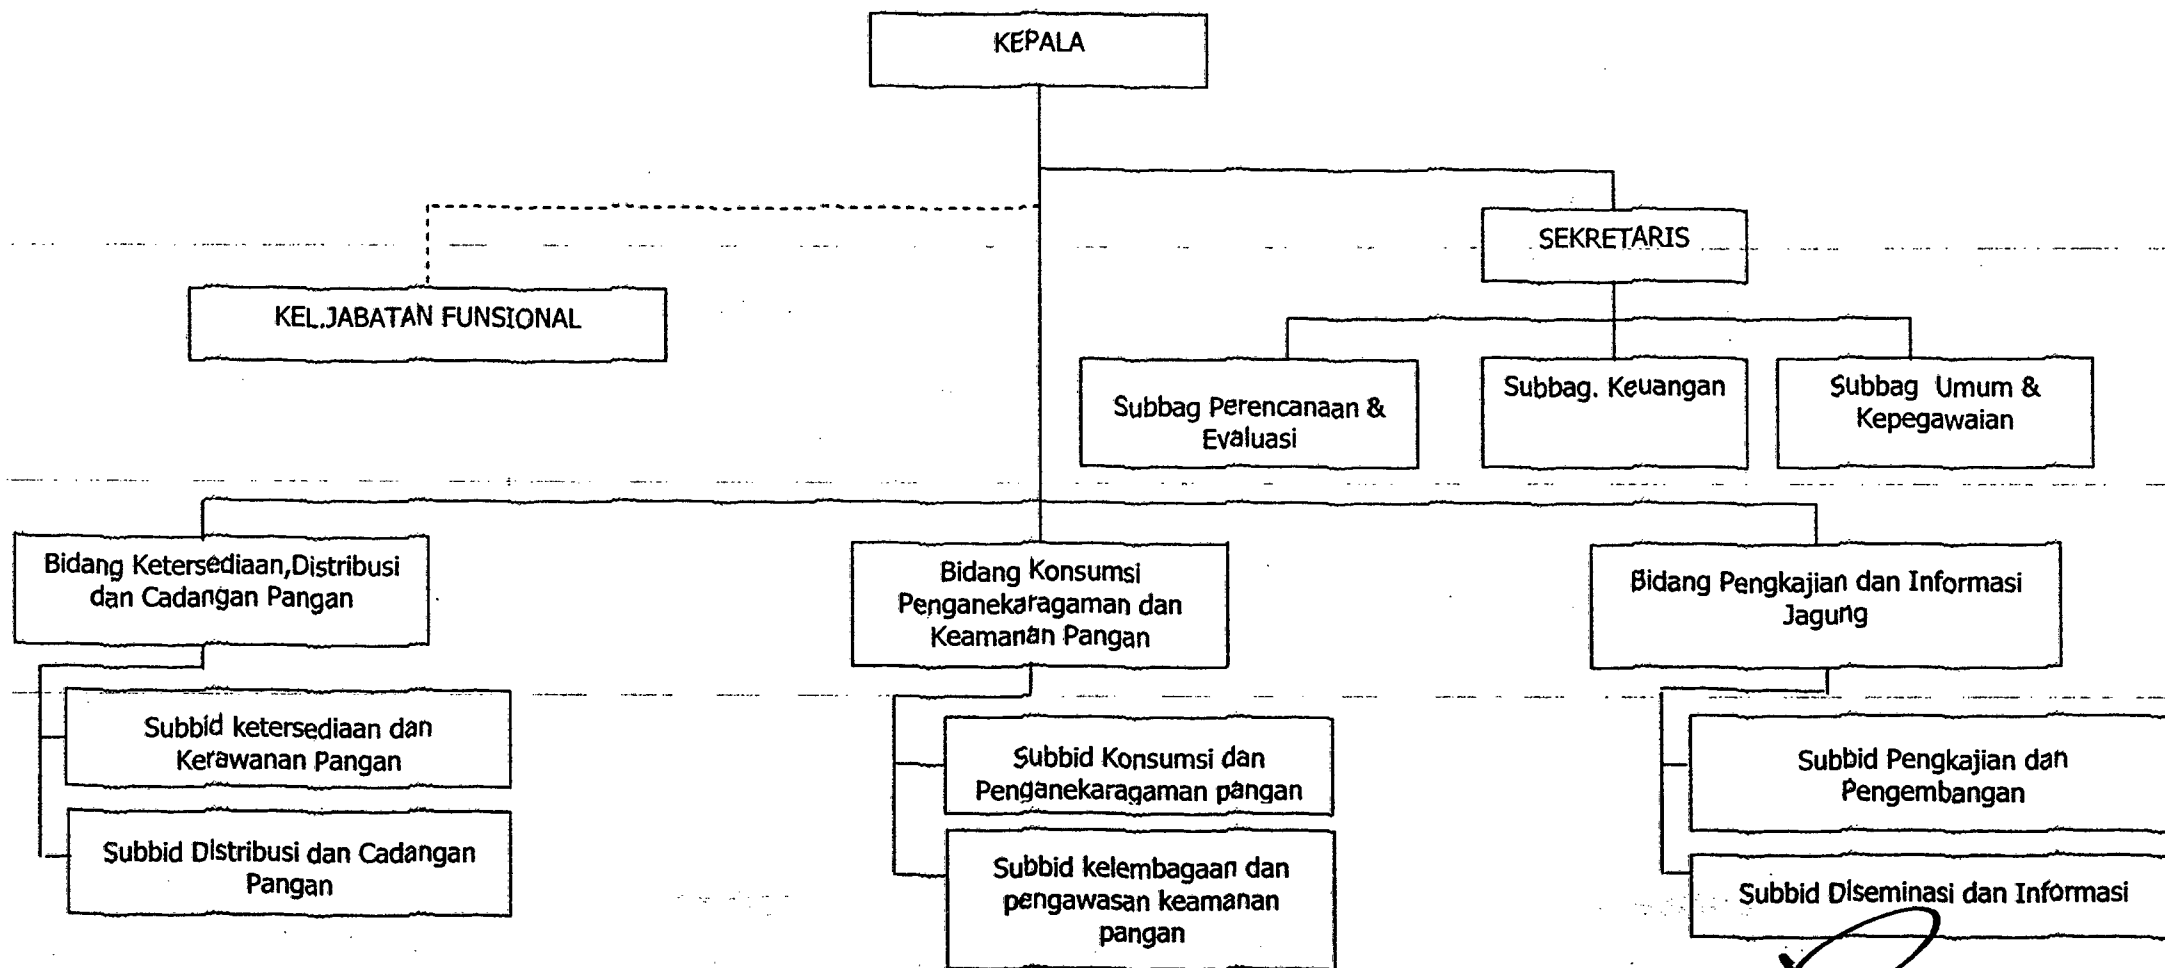 KEPALA
SEKRETARIS
KEL.JABATAN FUNSIONAL
Subbag Perencanaan &
Evaluasi
Subbag. Keuangan
Subbag Umum &
Kepegawaian
Bidang Ketersediaan,Distribusi
dan Cadangan Pangan
Bidang Konsumsi
Penganekaragaman dan
Keamanan Pangan
Bidang Pengkajian dan Informasi
Jagung
Subbid ketersediaan dan
Kerawanan Pangan
Subbid Distribusi dan Cadangan
Pangan
Subbid Konsumsi dan
Penganekaragaman pangan
Subbid kelembagaan dan
pengawasan keamanan
pangan
Subbid Pengkajian dan
Pengembangan
Subbid Diseminasi dan Informasi